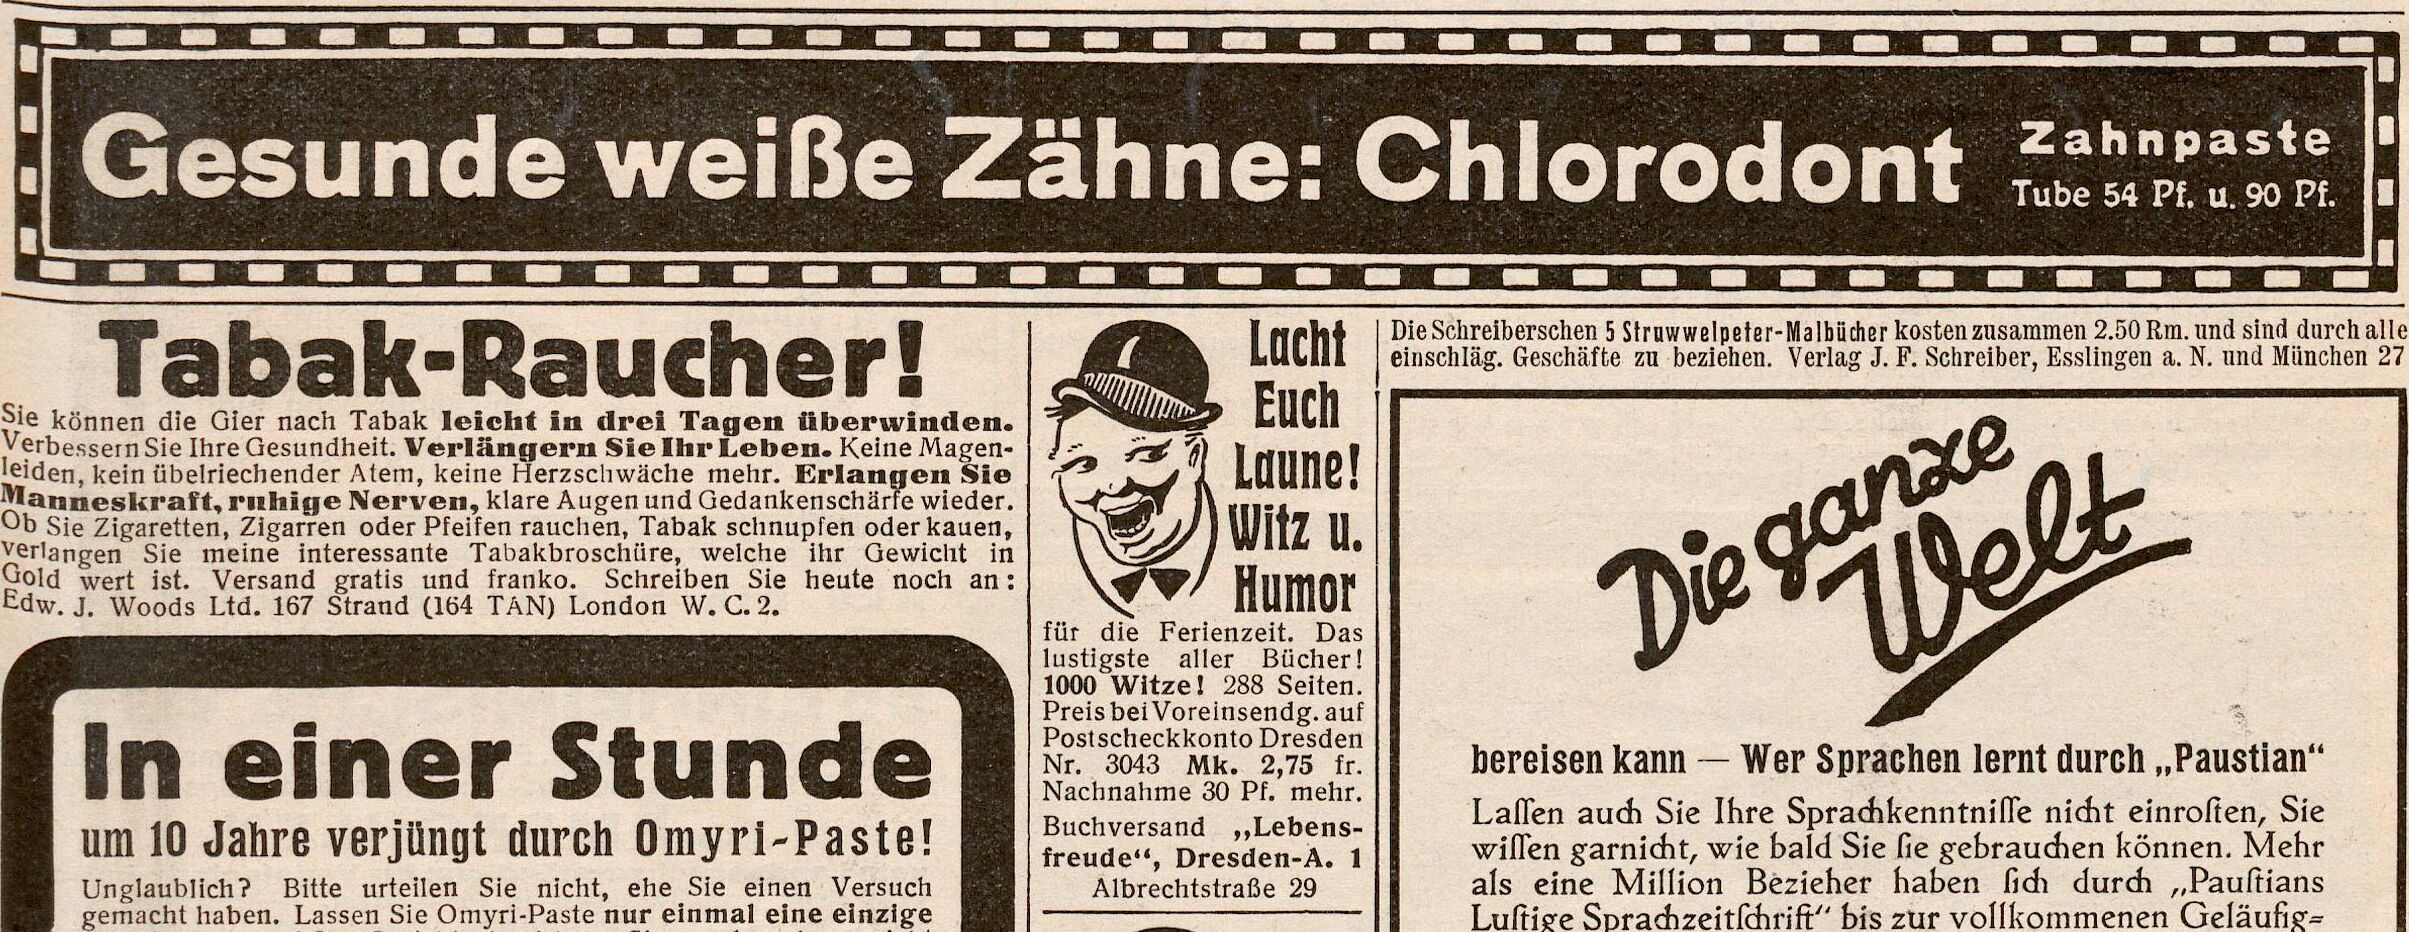 Gesunde weiße Zähne: Chlorodont
Zahnpaste
Tube 54 Pf. u. 90 Pf.
Tabak-Raucher!
Sie können die Gier nach Tabak leicht in drei Tagen überwinden.
Verbessern Sie Ihre Gesundheit. Verlängern Sie Ihr Leben. Keine Magen-
leiden, kein übelriechender Atem, keine Herzschwäche mehr. Erlangen Sie
Manneskraft, ruhige Nerven, klare Augen und Gedankenschärfe wieder.
Ob Sie Zigaretten, Zigarren oder Pfeifen rauchen, Tabak schnupfen oder kauen,
verlangen Sie meine interessante Tabakbroschüre, welche ihr Gewicht in
Gold wert ist. Versand gratis und franko. Schreiben Sie heute noch an:
Edw. J. Woods Ltd. 167 Strand (164 TAN) London W. C. 2.
In einer Stunde
um 10 Jahre verjüngt durch Omyri-Paste!
Unglaublich? Bitte urteilen Sie nicht, ehe Sie einen Versuch
gemacht haben. Lassen Sie Omyri-Paste nur einmal eine einzige
Lacht
Euch
Laune!
Witz u.
Humor
für die Ferienzeit. Das
lustigste aller Bücher!
1000 Witze! 288 Seiten.
Preis bei Voreinsendg. auf
Postscheckkonto Dresden
Nr. 3043 Mk. 2,75 fr.
Nachnahme 30 Pf. mehr.
Buchversand „Lebens-
freude“, Dresden-A. 1
Albrechtstraße 29
Die Schreiberschen 5 Struwwelpeter-Malbücher kosten zusammen 2.50 Rm. und sind durch alle
einschläg. Geschäfte zu beziehen. Verlag J. F. Schreiber, Esslingen a. N. und München 27
Die ganze
Welt
bereisen kann — Wer Sprachen lernt durch „Paustian“
Laſſen auch Sie Ihre Sprachkenntniſſe nicht einroſten, Sie
wiſſen garnicht, wie bald Sie ſie gebrauchen können. Mehr
als eine Million Bezieher haben ſich durch „Pauſtians
Luſtige Sprachzeitſchrift“ bis zur vollkommenen Geläufig=